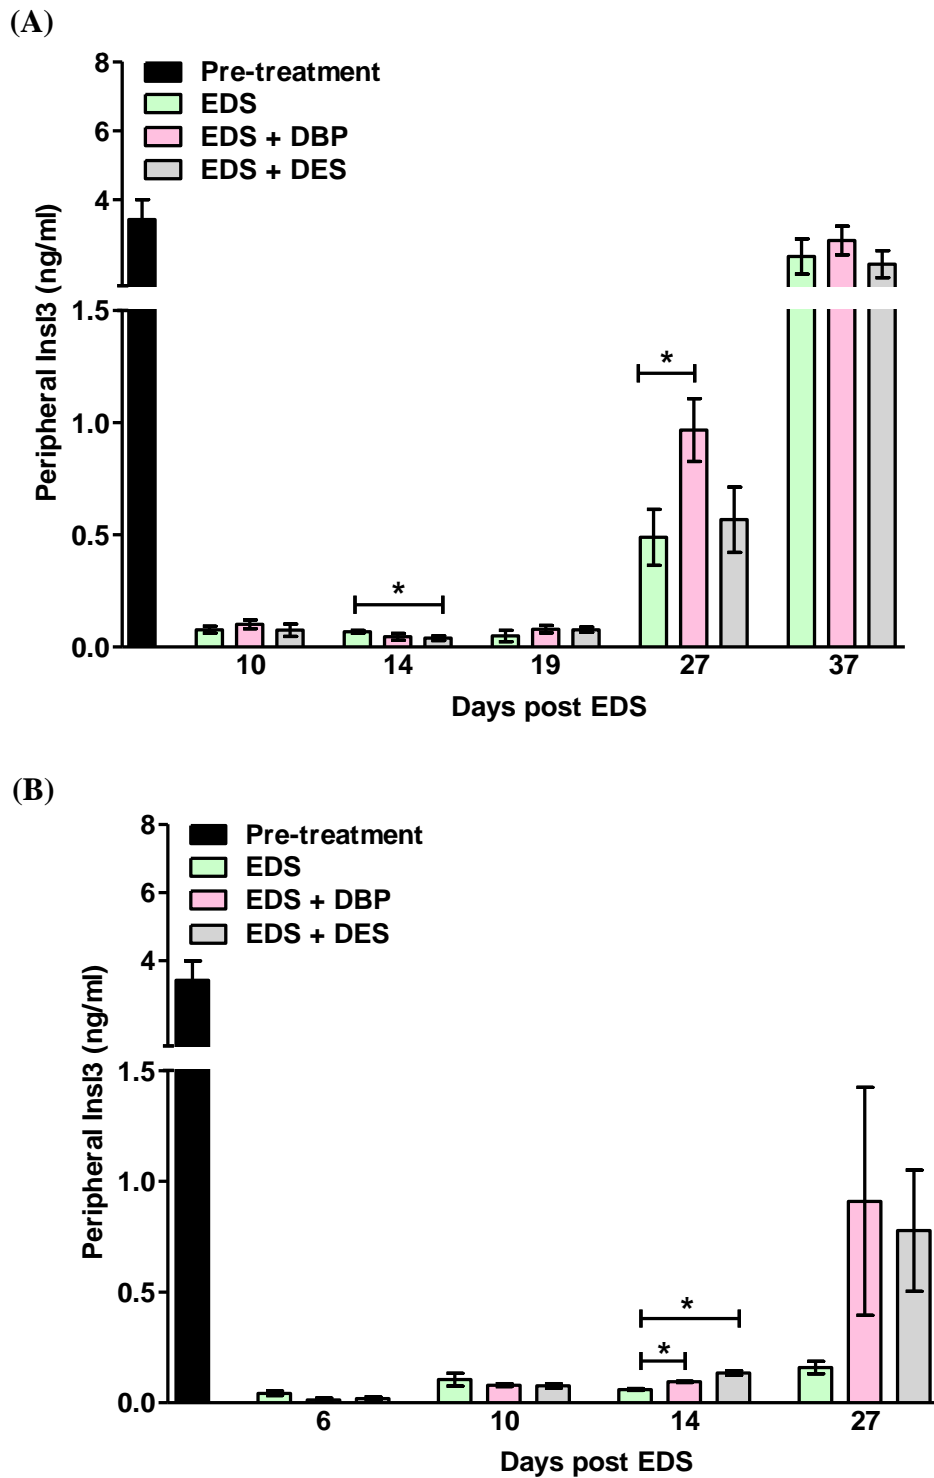 (A)
8
6
4
1.5
1.0
0.5
0.0
Peripheral Insl3 (ng/ml)
Pre-treatment
EDS
EDS + DBP
EDS + DES
*
*
10 14 19 27 37
Days post EDS
(B)
8
6
4
1.5
1.0
0.5
0.0
Peripheral Insl3 (ng/ml)
Pre-treatment
EDS
EDS + DBP
EDS + DES
*
*
6 10 14 27
Days post EDS